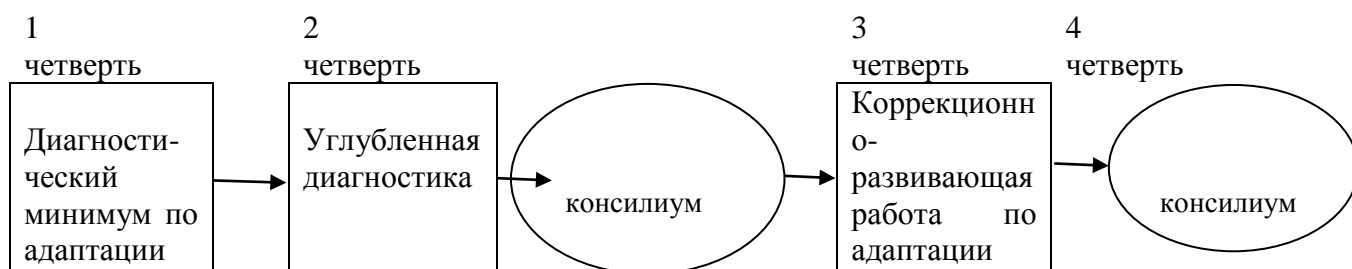 1
четверть
2
четверть
3
четверть
4
четверть
Диагности-
ческий
минимум по
адаптации
Углубленная
диагностика
консилиум
Коррекционн
о-
развивающая
работа по
адаптации
консилиум